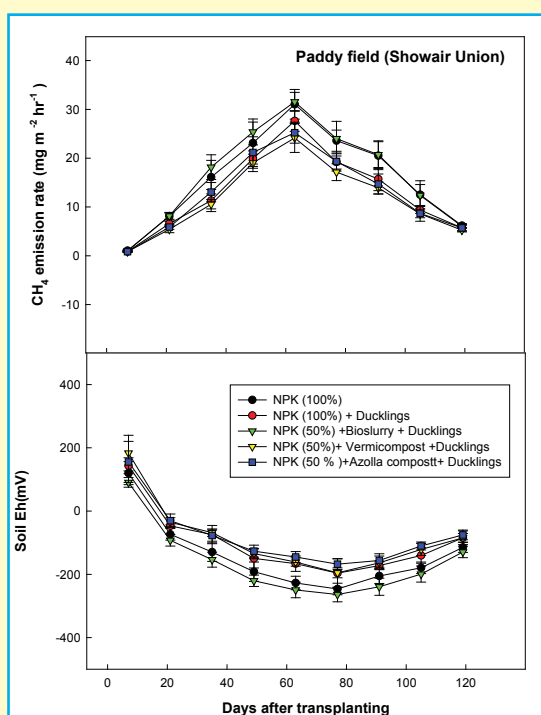 Paddy field (Showair Union)
CH4 emission rate (mg m -2 hr-1)
40
30
20
10
0
-10
Soil Eh(mV)
400
200
0
-200
-400
NPK (100%)
NPK (100%) + Ducklings
NPK (50%) +Bioslurry + Ducklings
NPK (50%)+ Vermicompost +Ducklings
NPK (50 % )+Azolla compostt+ Ducklings
0 20 40 60 80 100 120 140
Days after transplanting